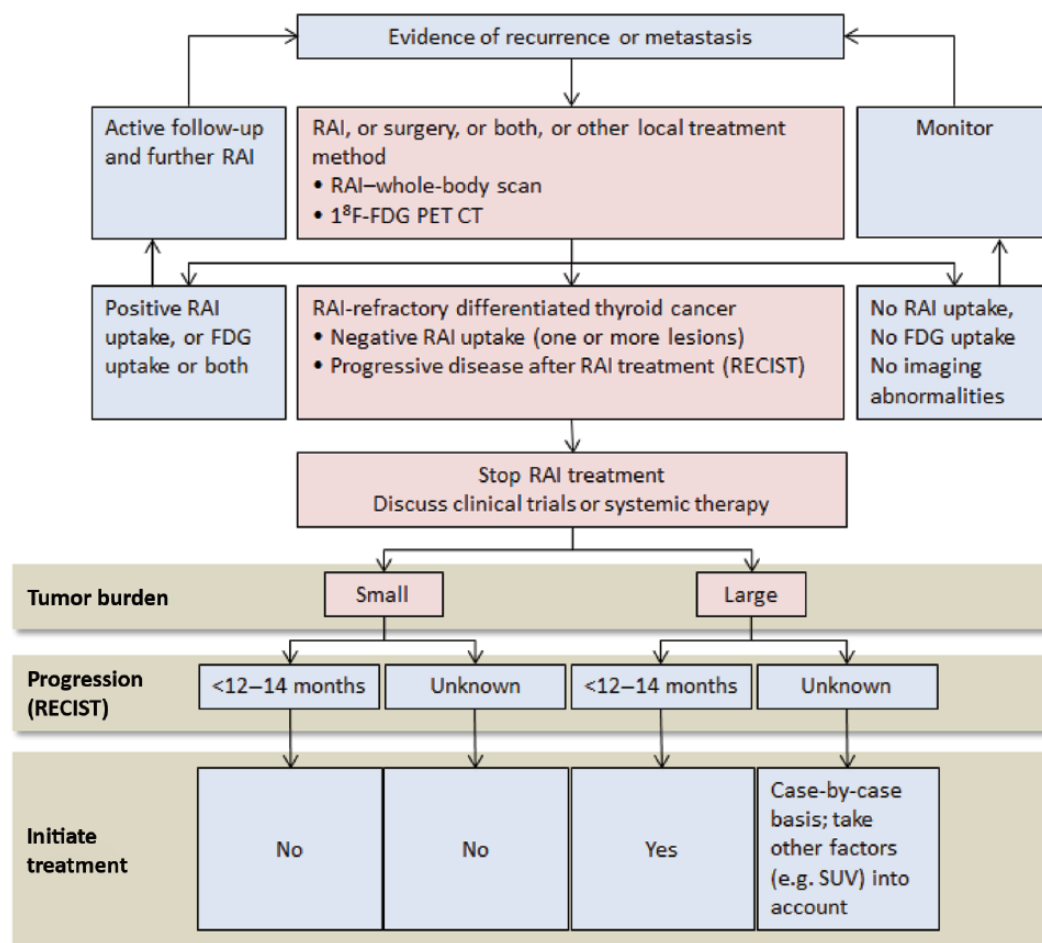 Evidence of recurrence or metastasis
Active follow-up
and further RAI
RAI, or surgery, or both, or other local treatment
method
• RAI–whole-body scan
• 1⁸F-FDG PET CT
Monitor
Positive RAI
uptake, or FDG
uptake or both
RAI-refractory differentiated thyroid cancer
• Negative RAI uptake (one or more lesions)
• Progressive disease after RAI treatment (RECIST)
No RAI uptake,
No FDG uptake
No imaging
abnormalities
Stop RAI treatment
Discuss clinical trials or systemic therapy
Tumor burden
Small
Large
Progression
(RECIST)
<12–14 months
Unknown
<12–14 months
Unknown
Initiate
treatment
No
No
Yes
Case-by-case
basis; take
other factors
(e.g. SUV) into
account